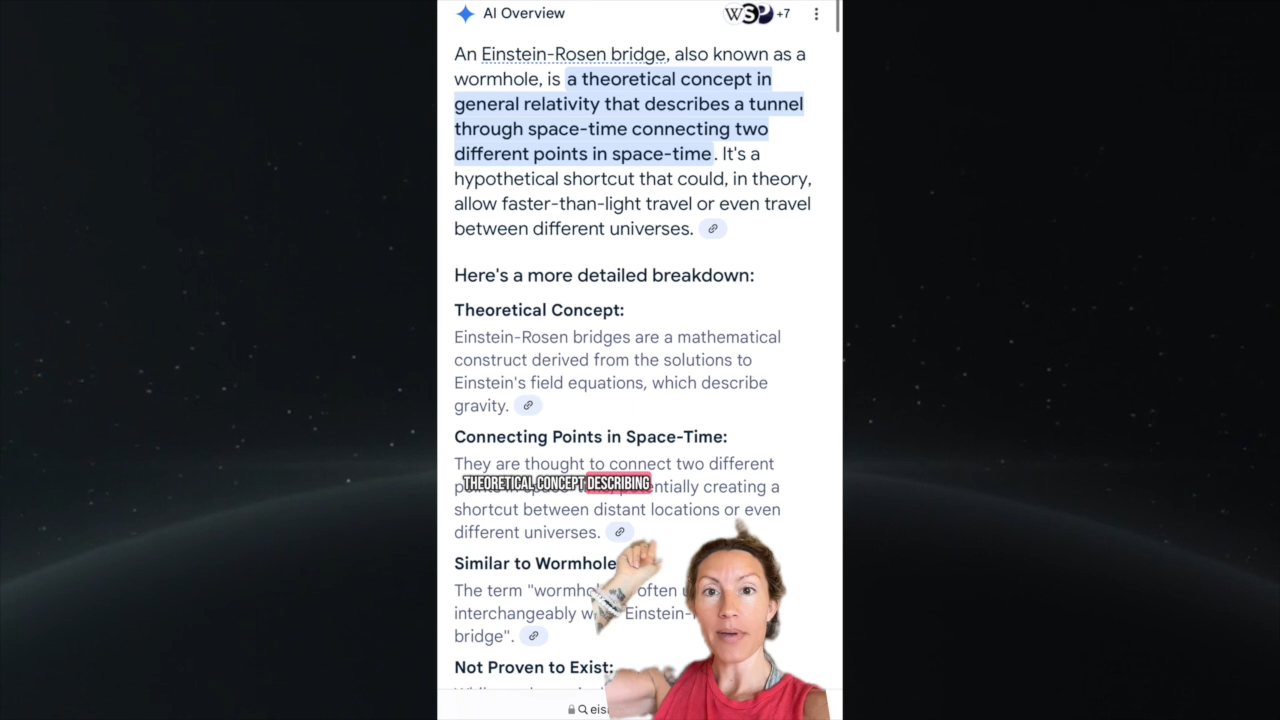 AI Overview
W S +7
An Einstein-Rosen bridge, also known as a
wormhole, is a theoretical concept in
general relativity that describes a tunnel
through space-time connecting two
different points in space-time. It's a
hypothetical shortcut that could, in theory,
allow faster-than-light travel or even travel
between different universes.
Here's a more detailed breakdown:
Theoretical Concept:
Einstein-Rosen bridges are a mathematical
construct derived from the solutions to
Einstein's field equations, which describe
gravity.
Connecting Points in Space-Time:
They are thought to connect two different
THEORETICAL CONCEPT DESCRIBING
creating a
shortcut between distant locations or even
different universes.
Similar to Wormhole
The term often
interchangeably Einstein-
bridge".
Not Proven to Exist:
eis